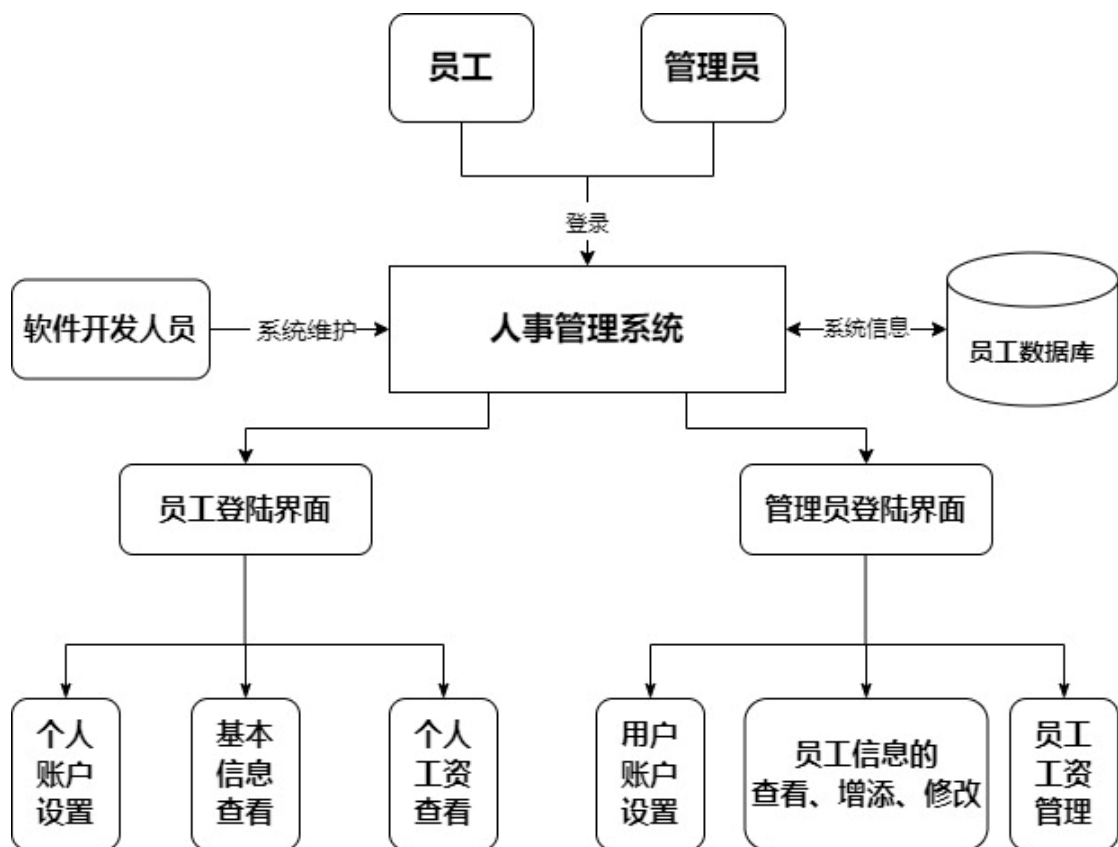 员工
管理员
登录
软件开发人员
系统维护
人事管理系统
系统信息
员工数据库
员工登陆界面
管理员登陆界面
个人
账户
设置
基本
信息
查看
个人
工资
查看
用户
账户
设置
员工信息的
查看、增添、修改
员工
工资
管理